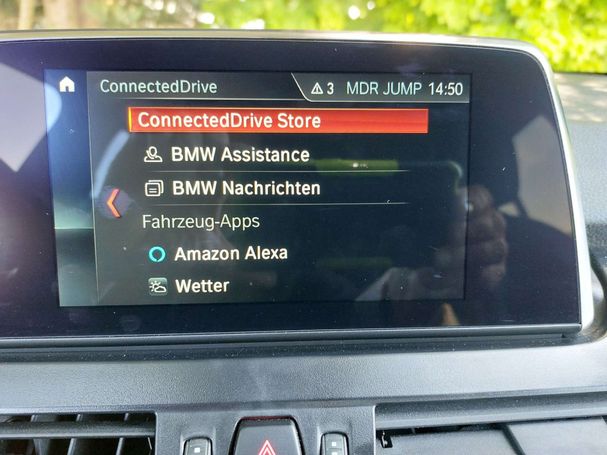 ConnectedDrive 3 MDR JUMP 14:50
ConnectedDrive Store
BMW Assistance
BMW Nachrichten
Fahrzeug-Apps
Amazon Alexa
Wetter